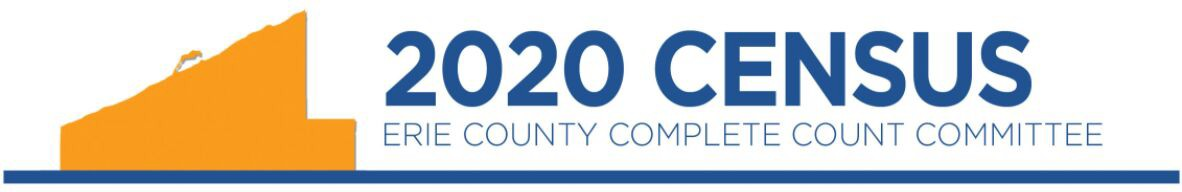 2020 CENSUS
ERIE COUNTY COMPLETE COUNT COMMITTEE